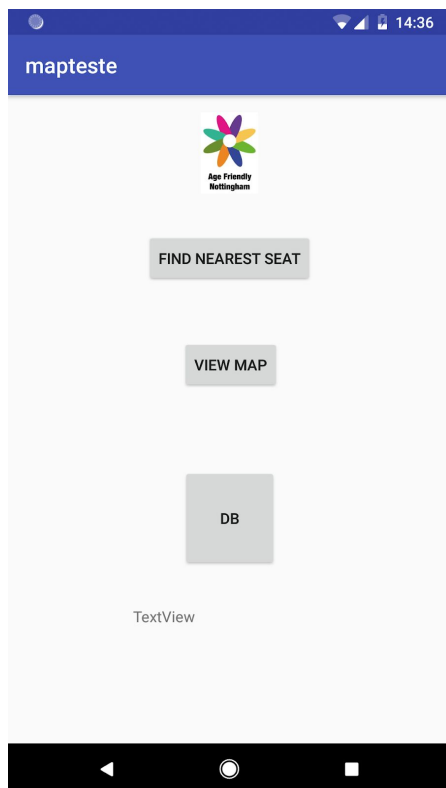 14:36
mapteste
Age Friendly
Nottingham
FIND NEAREST SEAT
VIEW MAP
DB
TextView